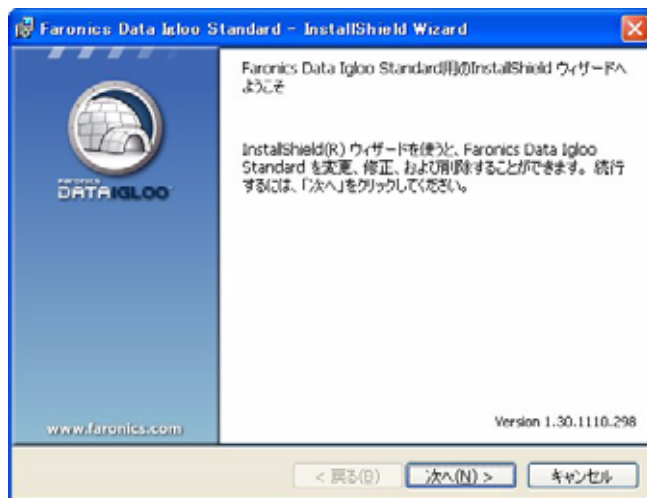 Faronics Data Igloo Standard - InstallShield Wizard
Faronics Data Igloo Standard用のInstallShield ウィザードへ
ようこそ
InstallShield(R) ウィザードを使うと、Faronics Data Igloo
Standard を変更、修正、および削除することができます。続行
するには、「次へ」をクリックしてください。
FARONICS
DATAIGLOO
www.faronics.com
Version 1.30.1110.298
< 戻る(B)
次へ(N) >
キャンセル